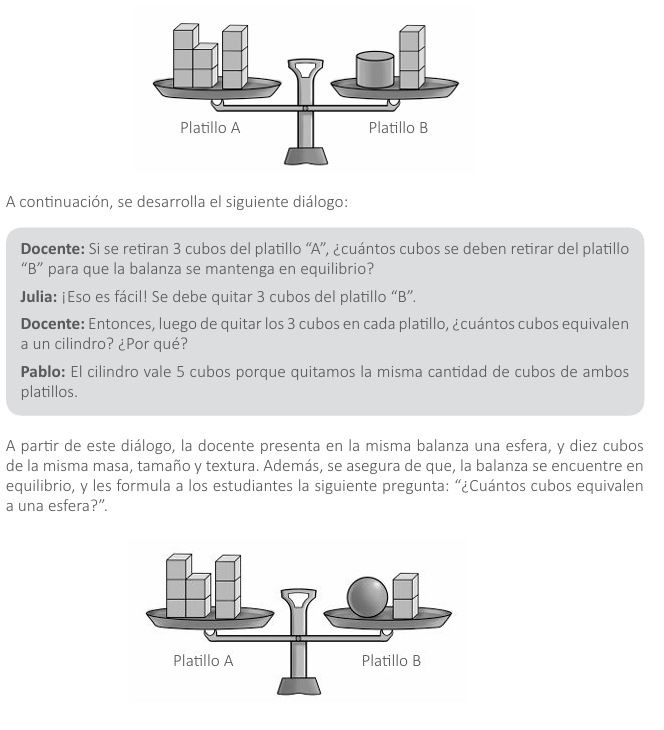 Platillo A Platillo B
A continuación, se desarrolla el siguiente diálogo:
Docente: Si se retiran 3 cubos del platillo “A”, ¿cuántos cubos se deben retirar del platillo
“B” para que la balanza se mantenga en equilibrio?
Julia: ¡Eso es fácil! Se debe quitar 3 cubos del platillo “B”.
Docente: Entonces, luego de quitar los 3 cubos en cada platillo, ¿cuántos cubos equivalen
a un cilindro? ¿Por qué?
Pablo: El cilindro vale 5 cubos porque quitamos la misma cantidad de cubos de ambos
platillos.
A partir de este diálogo, la docente presenta en la misma balanza una esfera, y diez cubos
de la misma masa, tamaño y textura. Además, se asegura de que, la balanza se encuentre en
equilibrio, y les formula a los estudiantes la siguiente pregunta: “¿Cuántos cubos equivalen
a una esfera?”.
Platillo A Platillo B